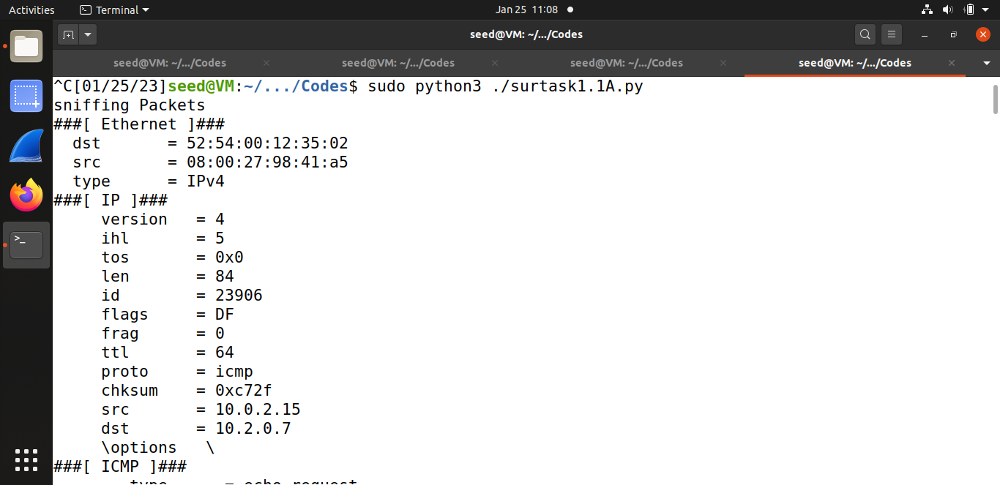 Activities Terminal Jan 25 11:08
seed@VM: ~/.../Codes
seed@VM: ~/.../Codes seed@VM: ~/.../Codes seed@VM: ~/.../Codes seed@VM: ~/.../Codes
^C[01/25/23]seed@VM:~/.../Codes$ sudo python3 ./surtask1.1A.py
sniffing Packets
###[ Ethernet ]###
  dst       = 52:54:00:12:35:02
  src       = 08:00:27:98:41:a5
  type      = IPv4
###[ IP ]###
     version   = 4
     ihl       = 5
     tos       = 0x0
     len       = 84
     id        = 23906
     flags     = DF
     frag      = 0
     ttl       = 64
     proto     = icmp
     chksum    = 0xc72f
     src       = 10.0.2.15
     dst       = 10.2.0.7
     \options   \
###[ ICMP ]###
        type      = echo-request